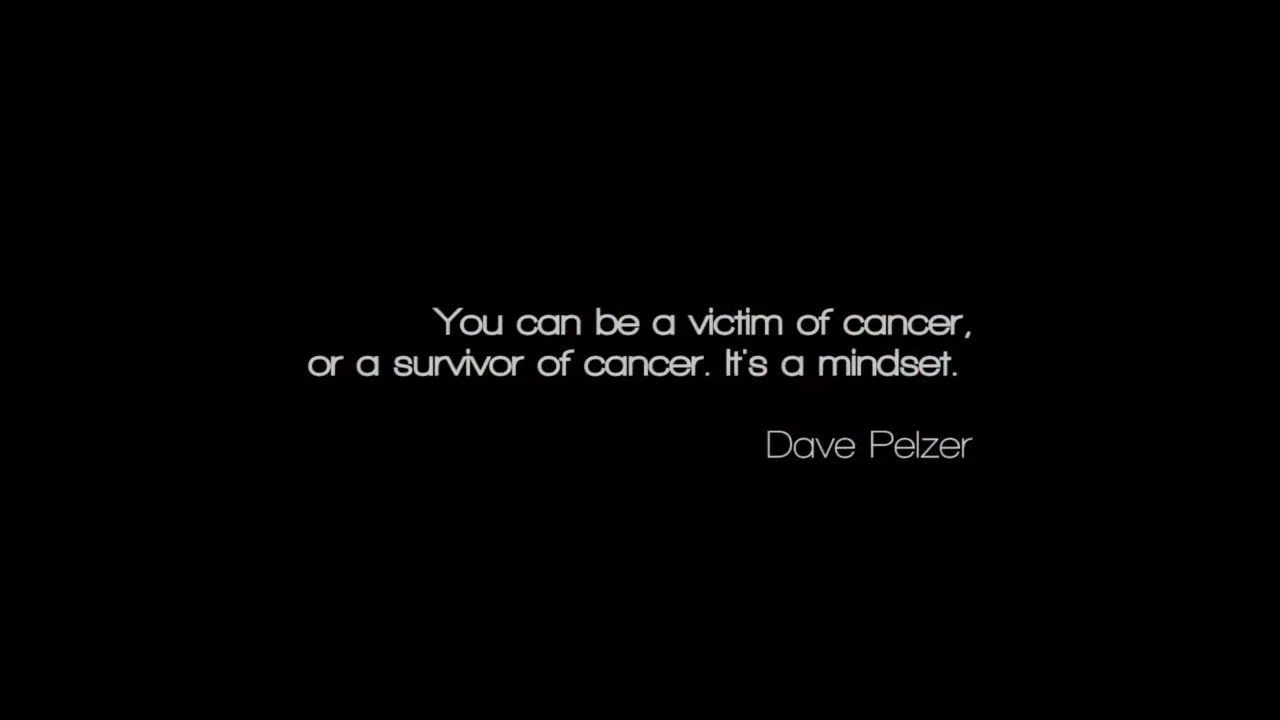 You can be a victim of cancer,
or a survivor of cancer. It's a mindset.
Dave Pelzer